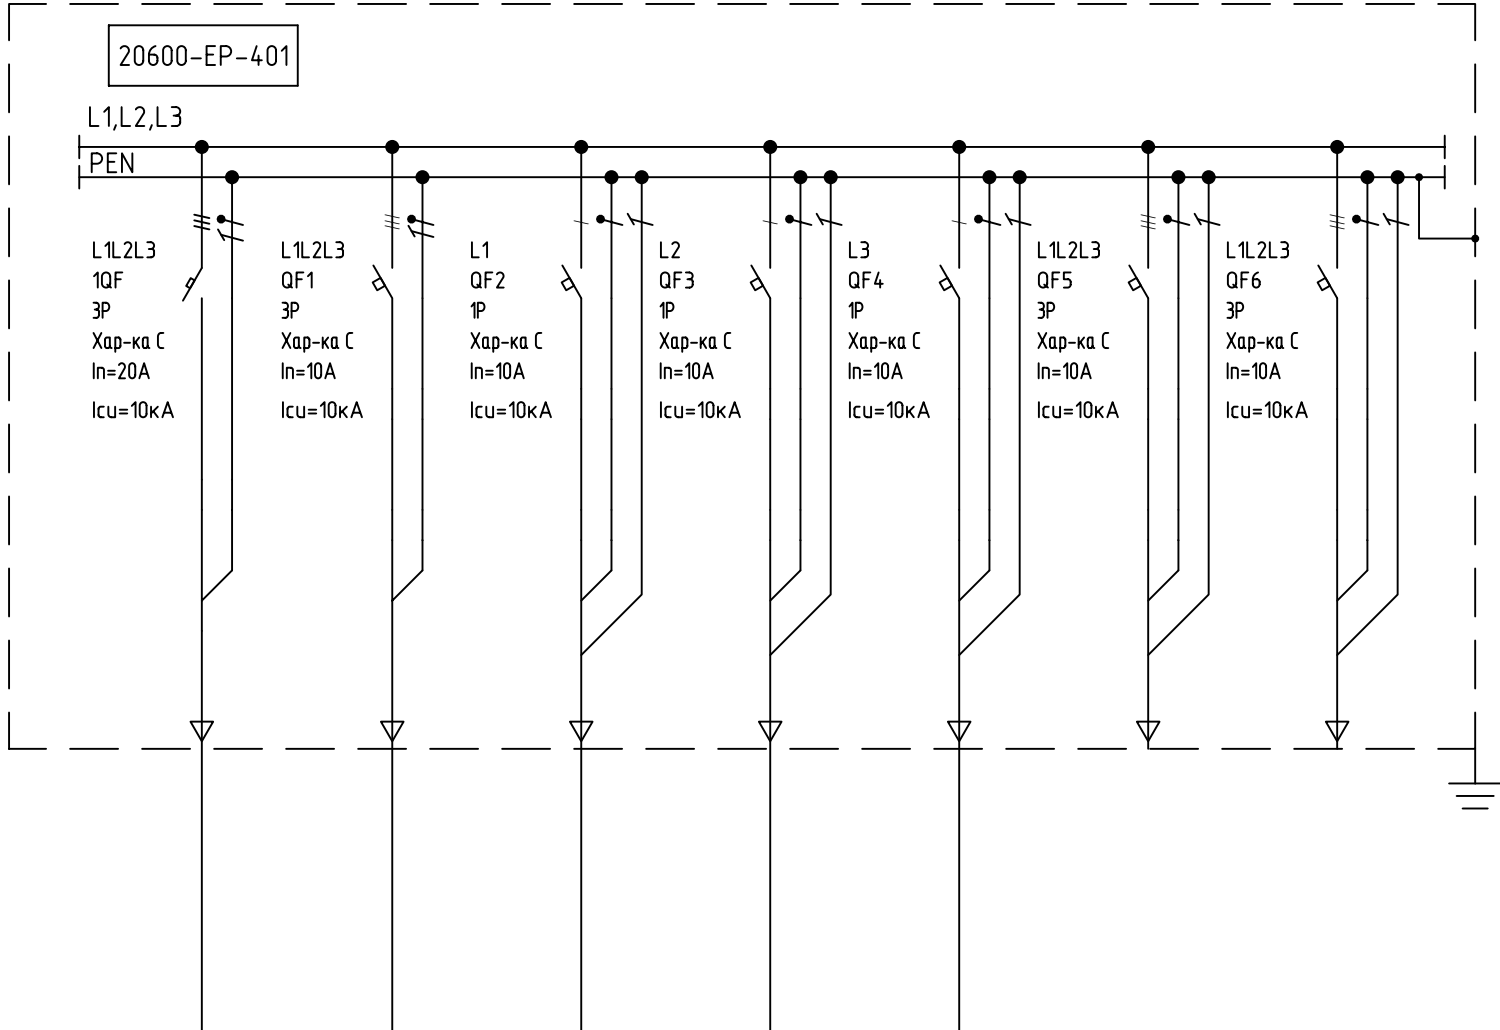 20600-EP-401
L1,L2,L3
PEN
L1L2L3
1QF
3P
Хар-ка С
In=20A
Icu=10кА
L1L2L3
QF1
3P
Хар-ка С
In=10A
Icu=10кА
L1
QF2
1P
Хар-ка С
In=10A
Icu=10кА
L2
QF3
1P
Хар-ка С
In=10A
Icu=10кА
L3
QF4
1P
Хар-ка С
In=10A
Icu=10кА
L1L2L3
QF5
3P
Хар-ка С
In=10A
Icu=10кА
L1L2L3
QF6
3P
Хар-ка С
In=10A
Icu=10кА